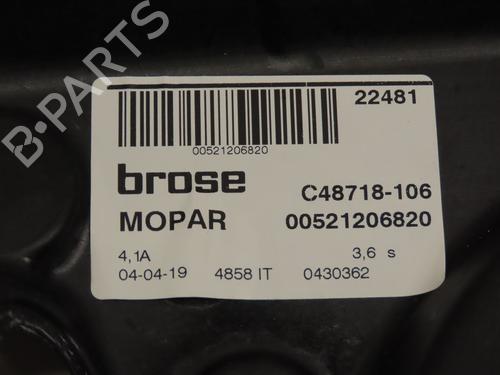 B-PARTS
22481
00521206820
brose
C48718-106
MOPAR 00521206820
4,1A 3,6 s
04-04-19 4858 IT 0430362